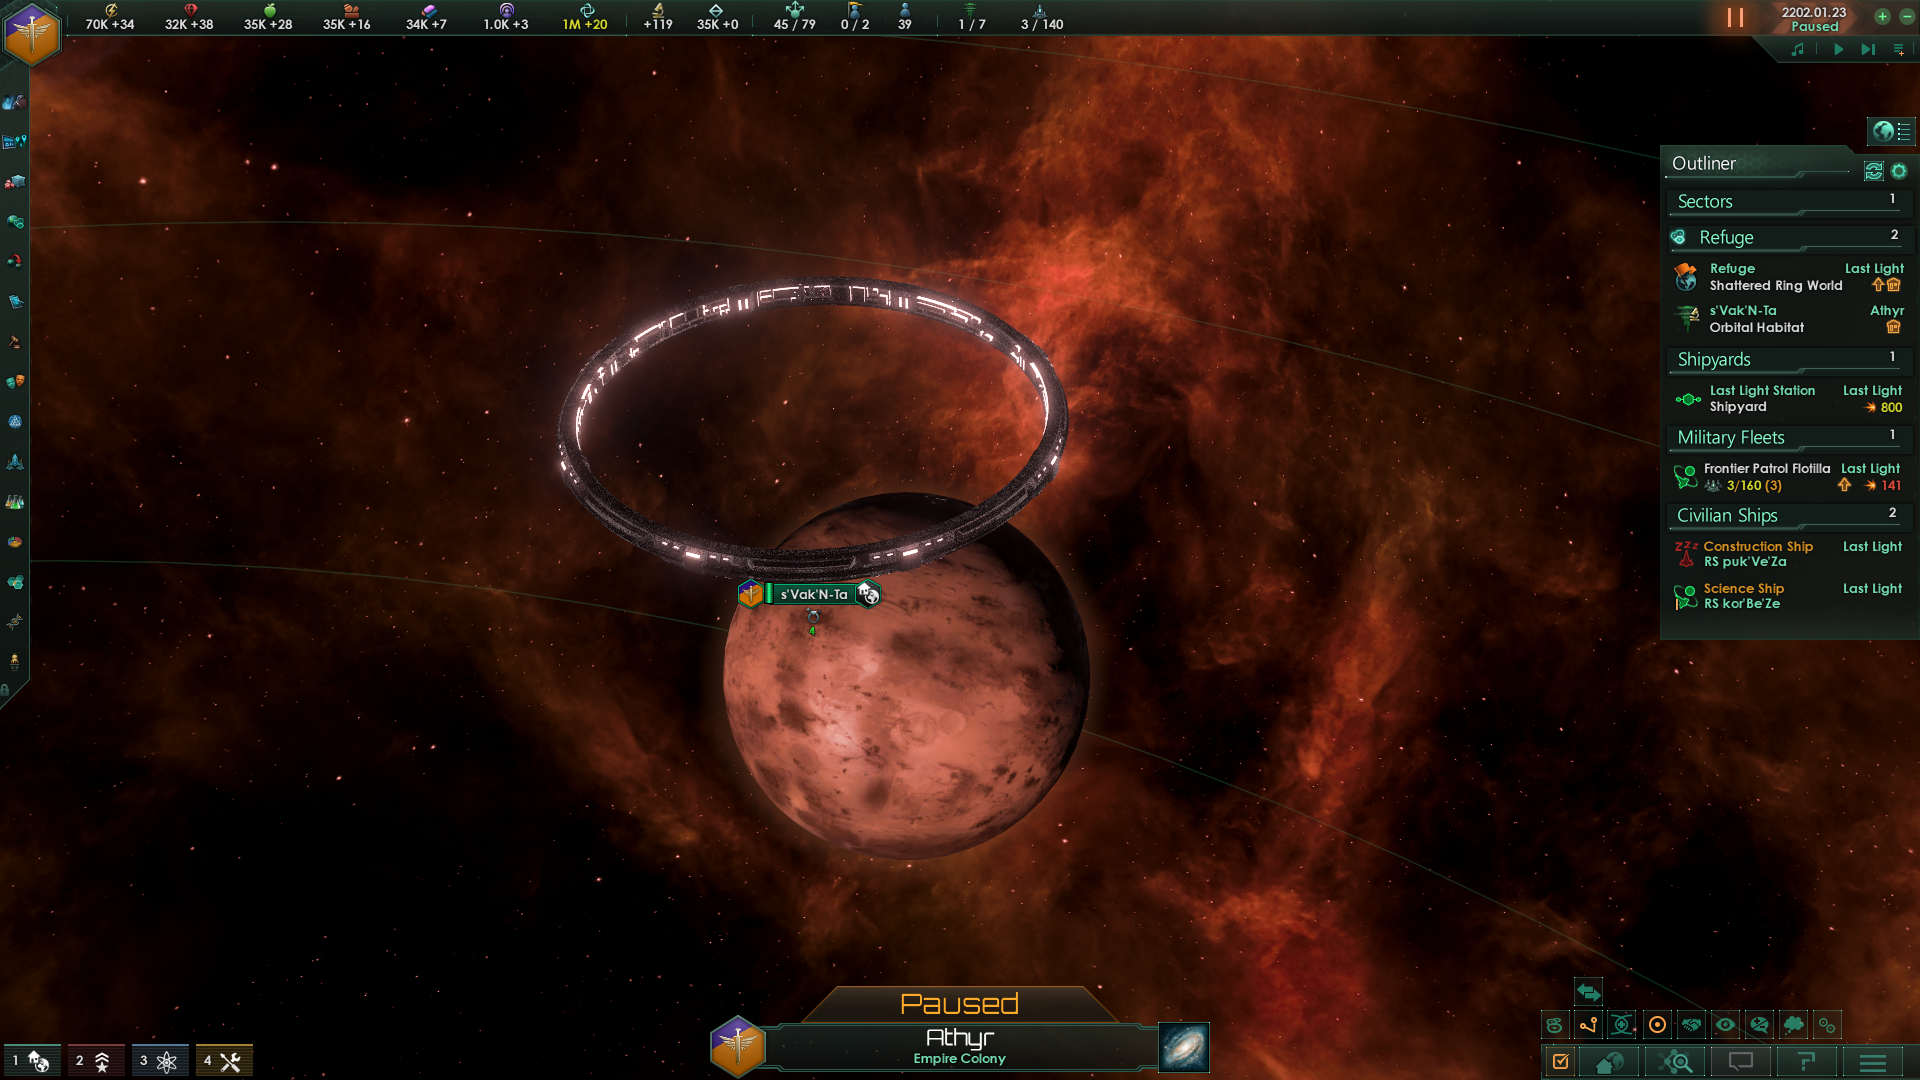 70K +34
32K +38
35K +28
35K +16
34K +7
1.0K +3
1M +20
+119
35K +0
45 / 79
0 / 2
39
1 / 7
3 / 140
2202.01.23
Paused
Outliner
Sectors 1
Refuge 2
Refuge Last Light
Shattered Ring World
s'Vak'N-Ta Athyr
Orbital Habitat
Shipyards 1
Last Light Station Last Light
Shipyard 800
Military Fleets 1
Frontier Patrol Flotilla Last Light
3/160 (3) 141
Civilian Ships 2
zzz Construction Ship Last Light
RS puk'Ve'Za
Science Ship Last Light
RS kor'Be'Ze
s'Vak'N-Ta
4
Paused
Athyr
Empire Colony
1
2
3
4